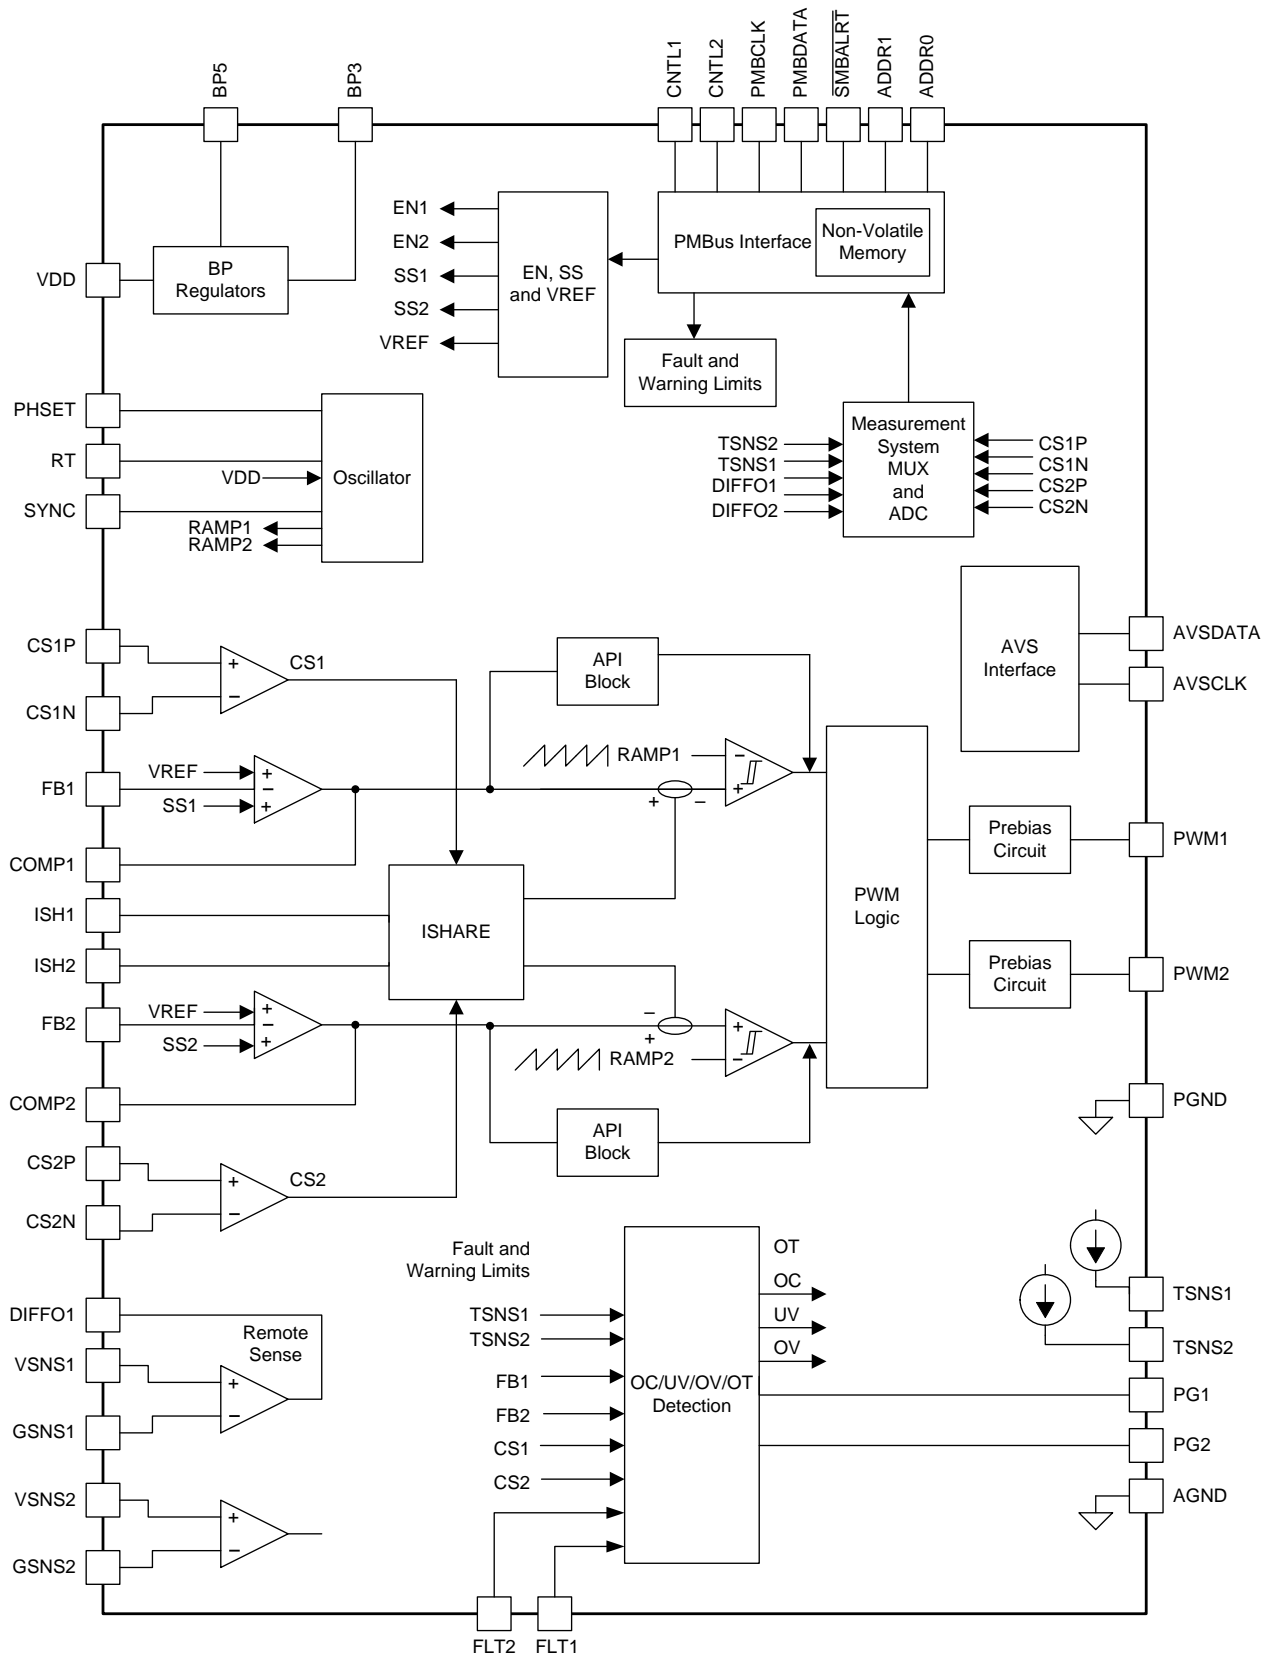 BP5
BP3
CNTL1
CNTL2
PMBCLK
PMBDATA
SMBALRT
ADDR1
ADDR0
VDD
BP
Regulators
EN1
EN2
SS1
SS2
VREF
EN, SS
and VREF
PMBus Interface
Non-Volatile
Memory
Fault and
Warning Limits
PHSET
RT
SYNC
VDD
RAMP1
RAMP2
Oscillator
TSNS2
TSNS1
DIFFO1
DIFFO2
Measurement
System
MUX
and
ADC
CS1P
CS1N
CS2P
CS2N
AVS
Interface
AVSDATA
AVSCLK
CS1P
CS1N
+
−
CS1
API
Block
FB1
VREF
SS1
+
−
+
RAMP1
−
+
+
−
COMP1
ISH1
ISH2
ISHARE
PWM
Logic
Prebias
Circuit
PWM1
Prebias
Circuit
PWM2
FB2
VREF
SS2
+
−
+
−
+
RAMP2
+
−
COMP2
API
Block
PGND
CS2P
CS2N
+
−
CS2
Fault and
Warning Limits
TSNS1
TSNS2
FB1
FB2
CS1
CS2
OC/UV/OV/OT
Detection
OT
OC
UV
OV
TSNS1
TSNS2
PG1
PG2
AGND
DIFFO1
Remote
Sense
VSNS1
GSNS1
+
−
VSNS2
GSNS2
+
−
FLT2
FLT1